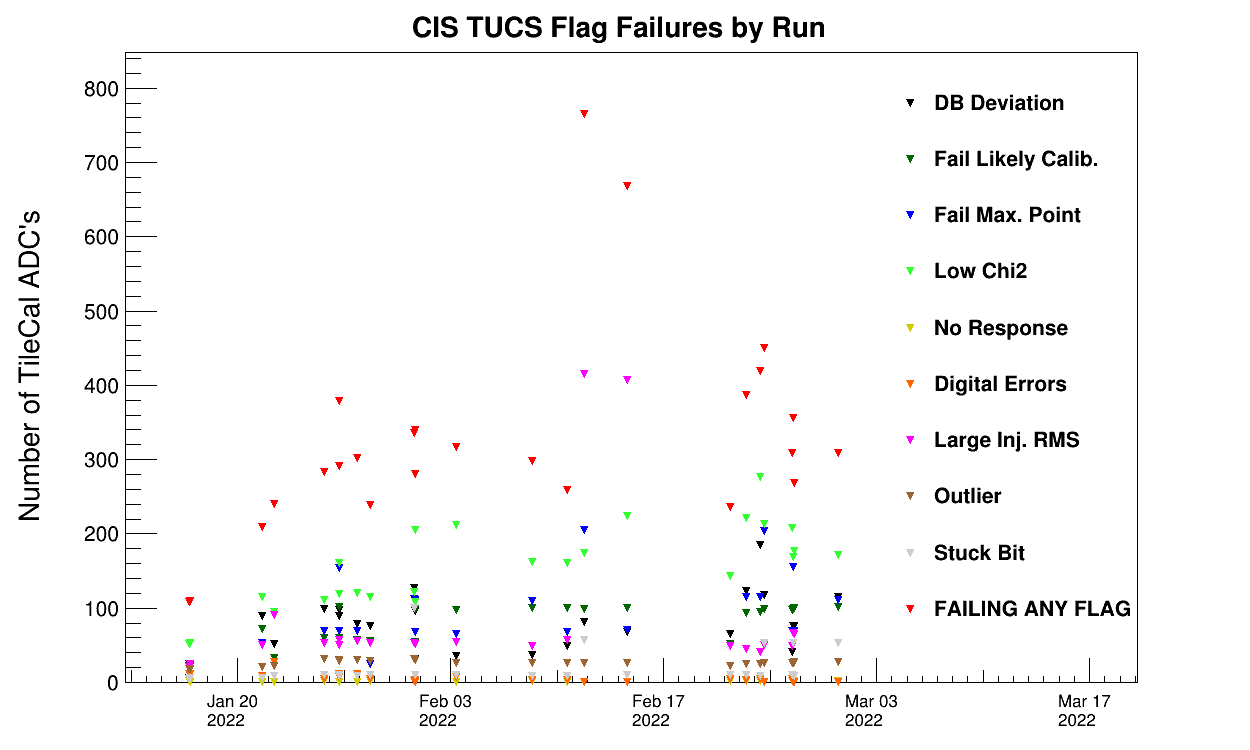 CIS TUCS Flag Failures by Run
Number of TileCal ADC's
800
700
600
500
400
300
200
100
0
DB Deviation
Fail Likely Calib.
Fail Max. Point
Low Chi2
No Response
Digital Errors
Large Inj. RMS
Outlier
Stuck Bit
FAILING ANY FLAG
Jan 20
2022
Feb 03
2022
Feb 17
2022
Mar 03
2022
Mar 17
2022